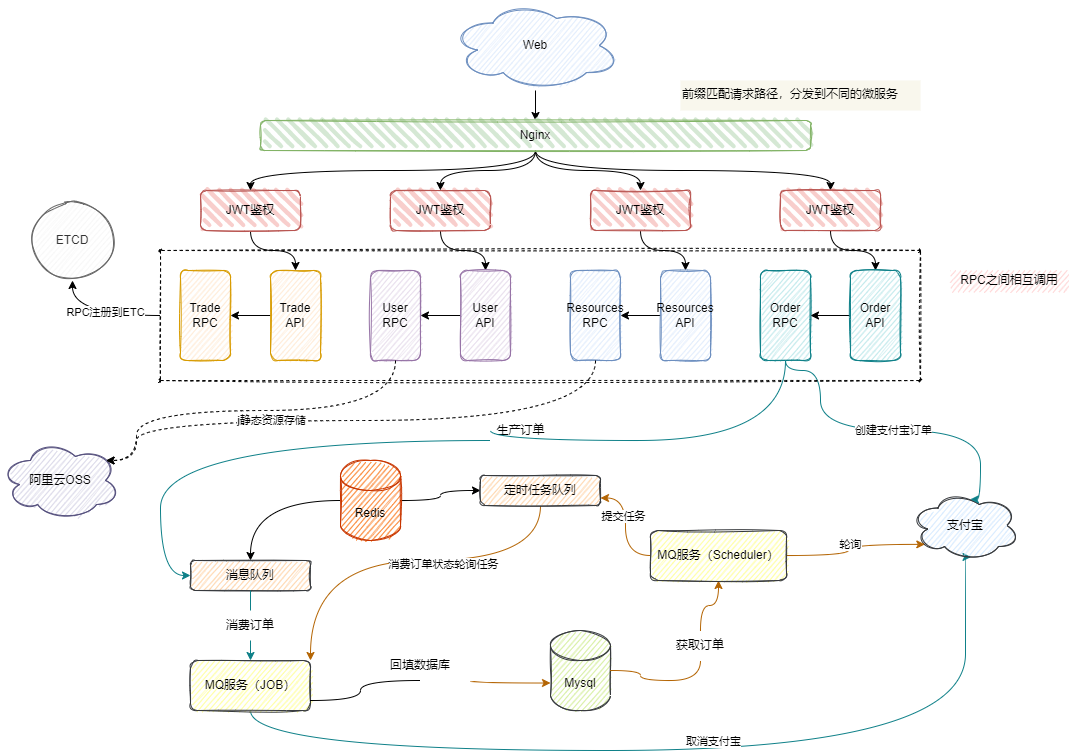 Web
前缀匹配请求路径，分发到不同的微服务
Nginx
JWT鉴权
JWT鉴权
JWT鉴权
JWT鉴权
ETCD
RPC之间相互调用
Trade
RPC
Trade
API
User
RPC
User
API
Resources
RPC
Resources
API
Order
RPC
Order
API
RPC注册到ETC
j静态资源存储
生产订单
创建支付宝订单
阿里云OSS
Redis
定时任务队列
提交任务
支付宝
MQ服务（Scheduler）
轮询
消费订单状态轮询任务
消息队列
消费订单
获取订单
回填数据库
MQ服务（JOB）
Mysql
取消支付宝